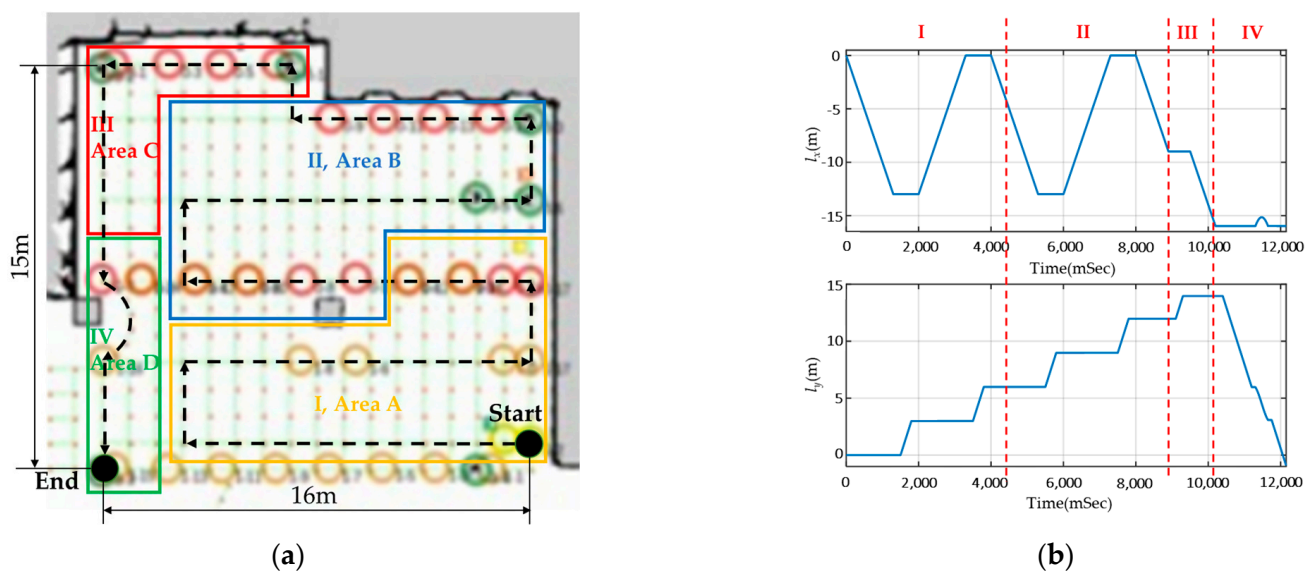 III
Area C
II, Area B
15m
IV
Area D
I, Area A
Start
End
16m
(a)
I II III IV
0
-5
-10
-15
lx(m)
0 2,000 4,000 6,000 8,000 10,000 12,000
Time(mSec)
15
10
5
0
ly(m)
0 2,000 4,000 6,000 8,000 10,000 12,000
Time(mSec)
(b)